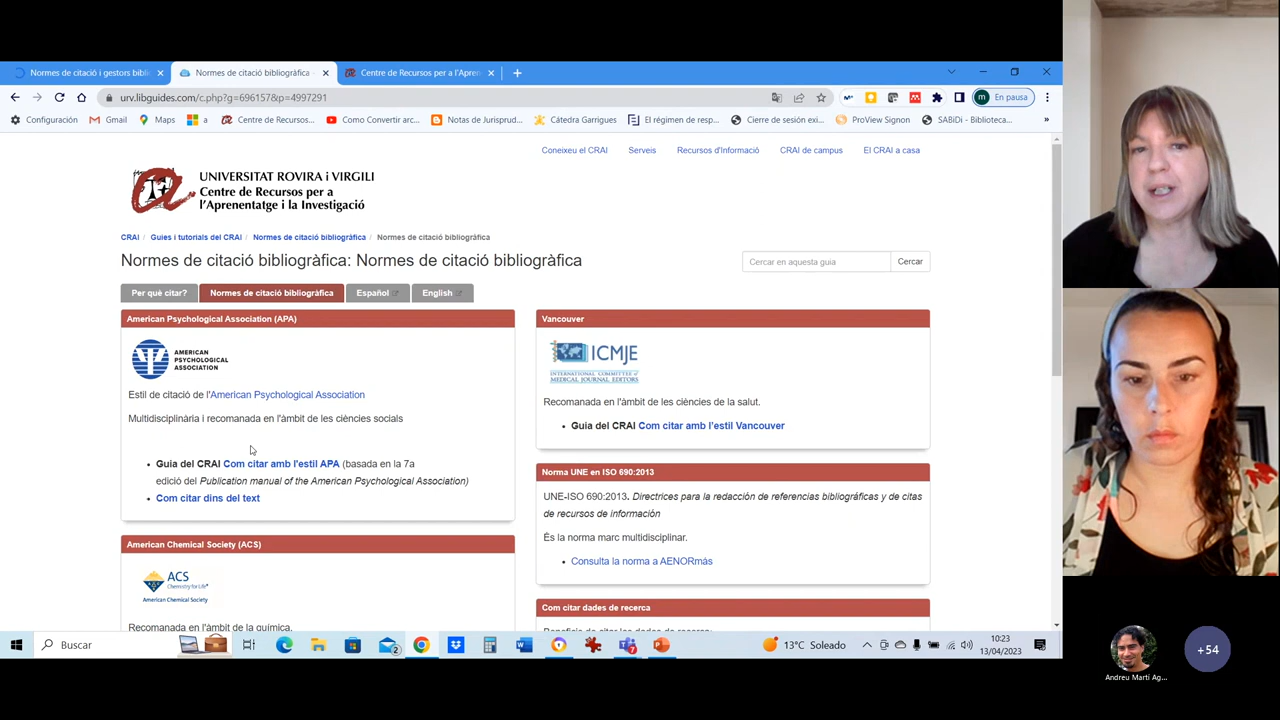 Normes de citació i gestors bibli
Normes de citació bibliogràfica -
Centre de Recursos per a l'Apren
urv.libguides.com/c.php?g=696157&p=4997291
m
En pausa
Configuración
Gmail
Maps
a
Centre de Recursos...
Como Convertir arc...
Notas de Jurisprud...
Cátedra Garrigues
El régimen de resp...
Cierre de sesión exi...
ProView Signon
SABiDi - Biblioteca...
»
Coneixeu el CRAI Serveis Recursos d'Informació CRAI de campus El CRAI a casa
UNIVERSITAT ROVIRA i VIRGILI
Centre de Recursos per a
l'Aprenentatge i la Investigació
CRAI / Guies i tutorials del CRAI / Normes de citació bibliogràfica / Normes de citació bibliogràfica
Normes de citació bibliogràfica: Normes de citació bibliogràfica
Cercar en aquesta guia
Cercar
Per què citar?
Normes de citació bibliogràfica
Español
English
American Psychological Association (APA)
AMERICAN
PSYCHOLOGICAL
ASSOCIATION
Estil de citació de l'American Psychological Association
Multidisciplinària i recomanada en l'àmbit de les ciències socials
• Guia del CRAI Com citar amb l'estil APA (basada en la 7a
edició del Publication manual of the American Psychological Association)
• Com citar dins del text
American Chemical Society (ACS)
ACS
Chemistry for Life®
American Chemical Society
Recomanada en l'àmbit de la química.
Vancouver
ICMJE
INTERNATIONAL COMMITTEE of
MEDICAL JOURNAL EDITORS
Recomanada en l'àmbit de les ciències de la salut.
• Guia del CRAI Com citar amb l'estil Vancouver
Norma UNE en ISO 690:2013
UNE-ISO 690:2013. Directrices para la redacción de referencias bibliográficas y de citas
de recursos de información
És la norma marc multidisciplinar.
• Consulta la norma a AENORmás
Com citar dades de recerca
Buscar
2
7
13°C Soleado
10:23
13/04/2023
Andreu Martí Ag...
+54